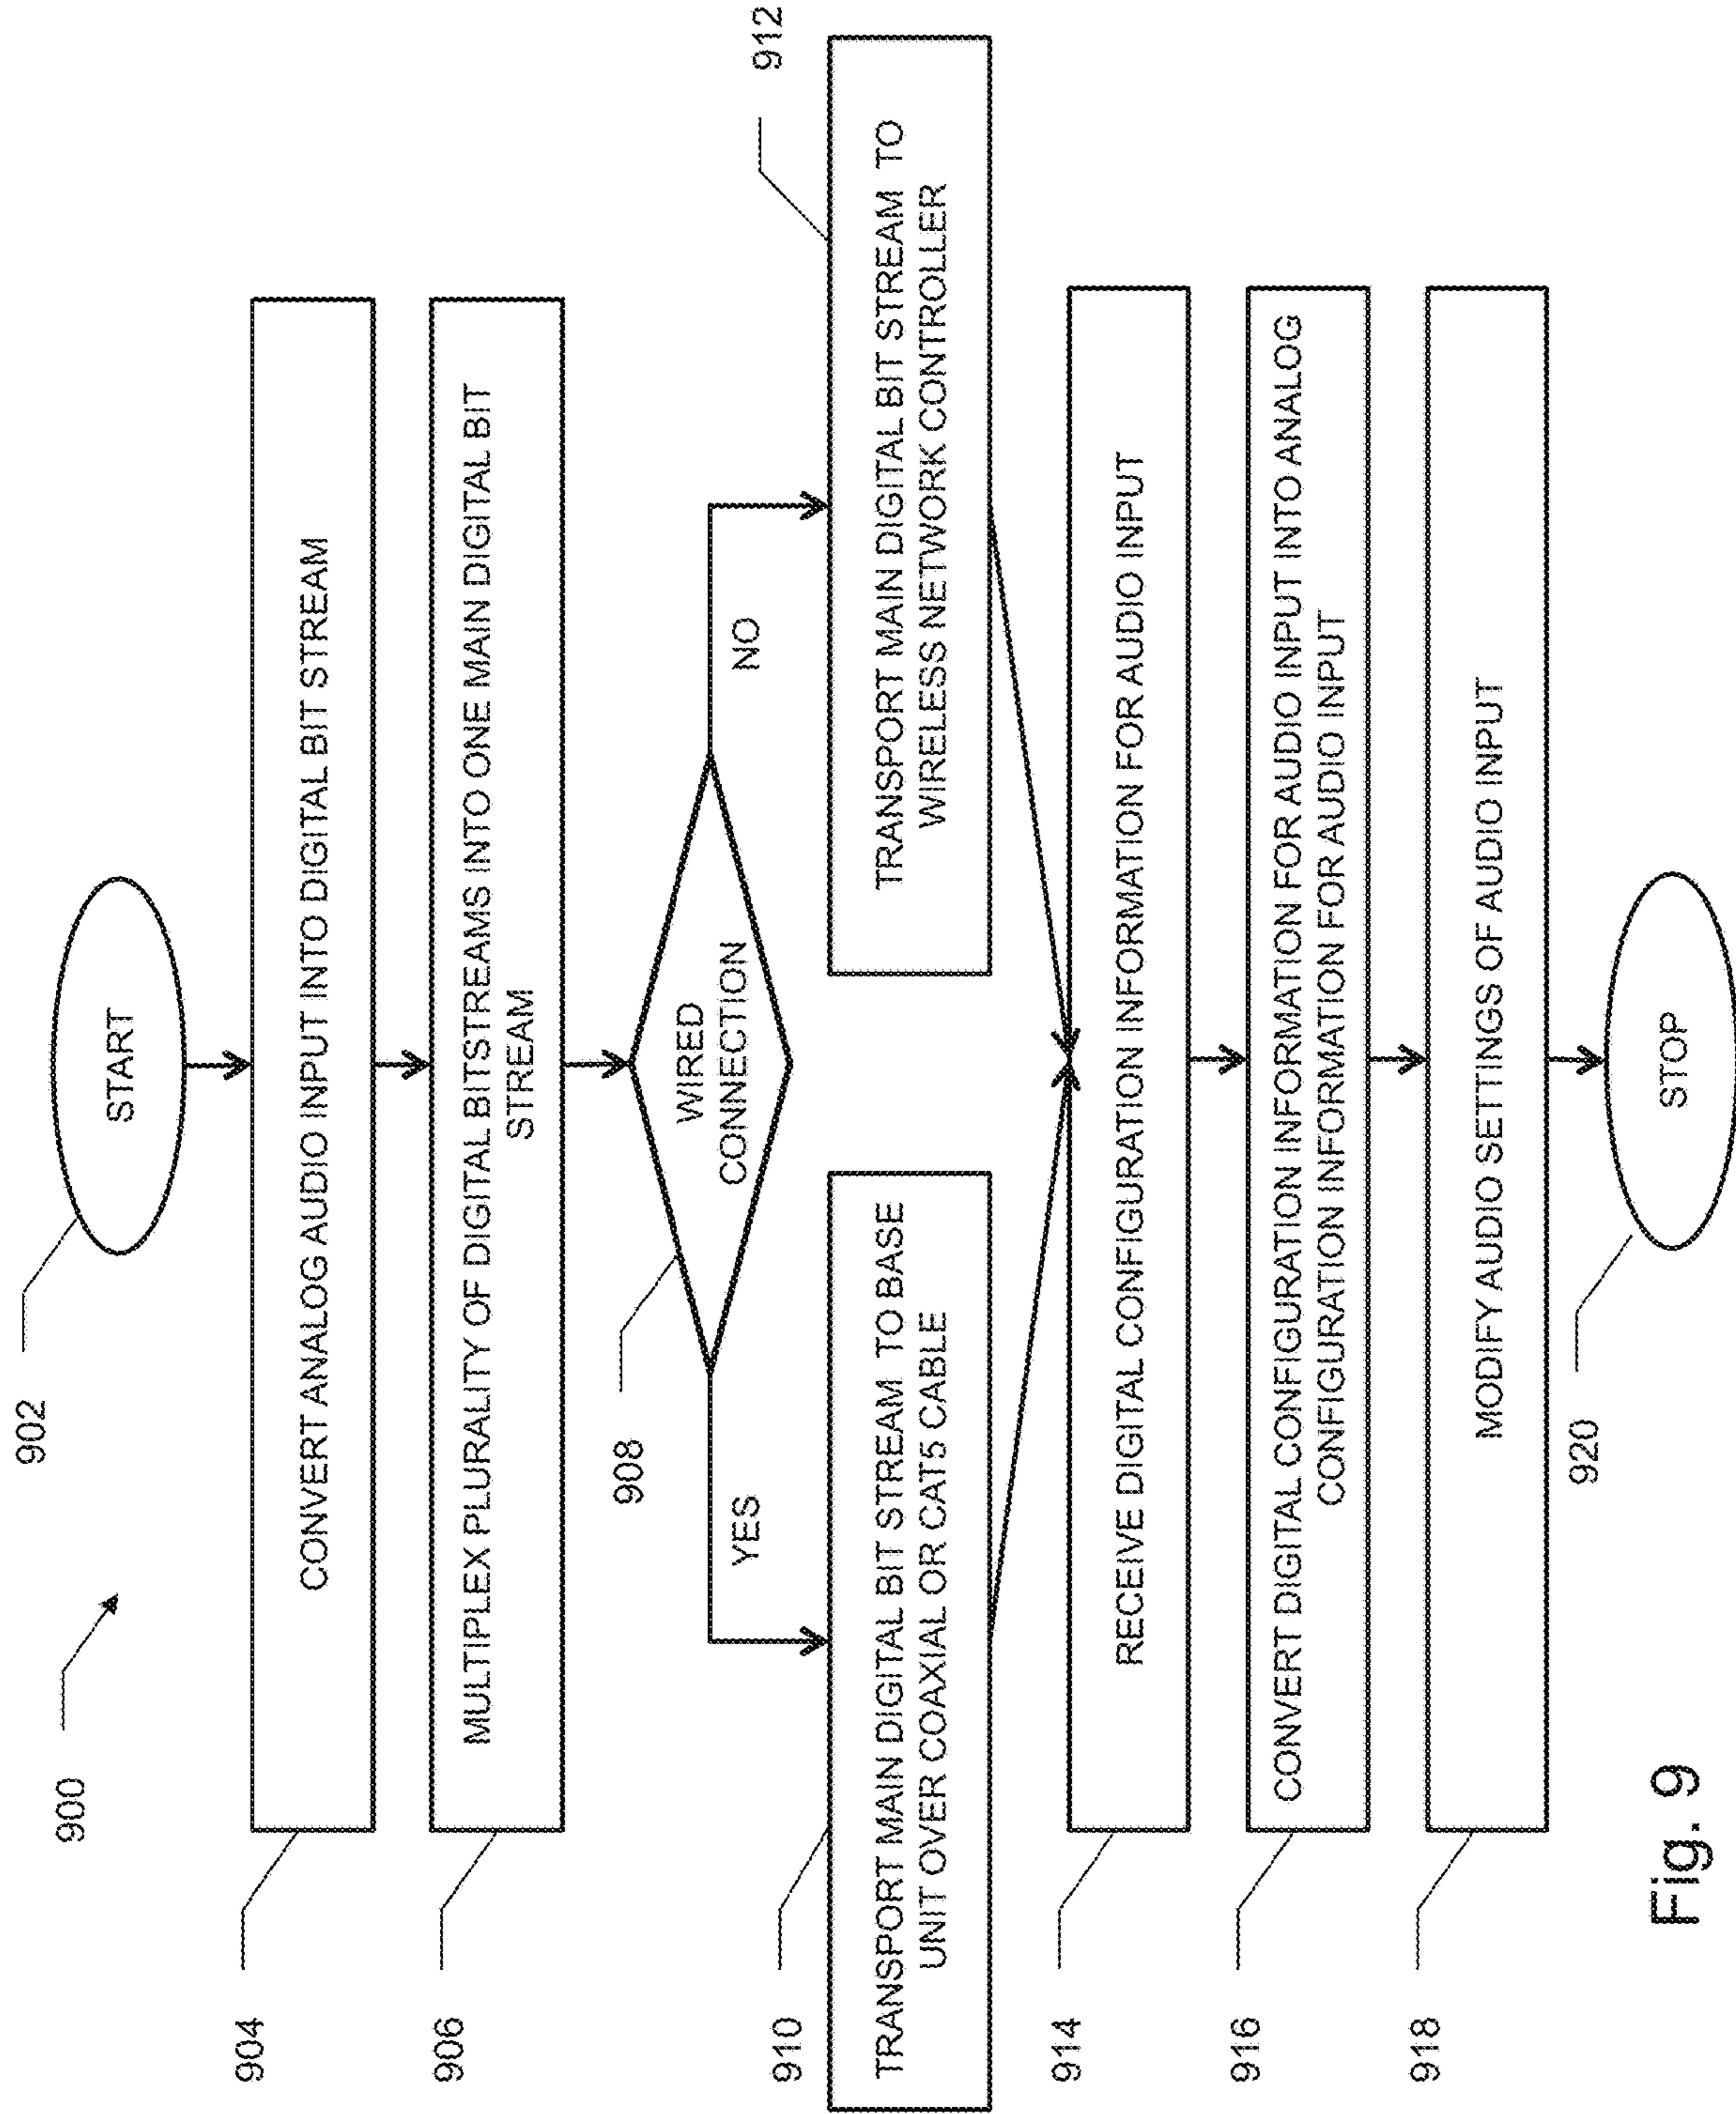 900
902
START
904
CONVERT ANALOG AUDIO INPUT INTO DIGITAL BIT STREAM
906
MULTIPLEX PLURALITY OF DIGITAL BITSTREAMS INTO ONE MAIN DIGITAL BIT
STREAM
908
WIRED
CONNECTION
YES
NO
910
TRANSPORT MAIN DIGITAL BIT STREAM TO BASE
UNIT OVER COAXIAL OR CAT5 CABLE
912
TRANSPORT MAIN DIGITAL BIT STREAM TO
WIRELESS NETWORK CONTROLLER
914
RECEIVE DIGITAL CONFIGURATION INFORMATION FOR AUDIO INPUT
916
CONVERT DIGITAL CONFIGURATION INFORMATION FOR AUDIO INPUT INTO ANALOG
CONFIGURATION INFORMATION FOR AUDIO INPUT
918
MODIFY AUDIO SETTINGS OF AUDIO INPUT
920
STOP
Fig. 9